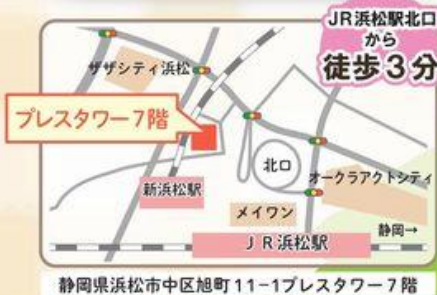 JR浜松駅北口
から
徒歩3分
ザザシティ浜松
プレスタワー7階
北口
オークラアクトシティ
新浜松駅
メイワン
静岡→
JR浜松駅
静岡県浜松市中区旭町11-1プレスタワー7階